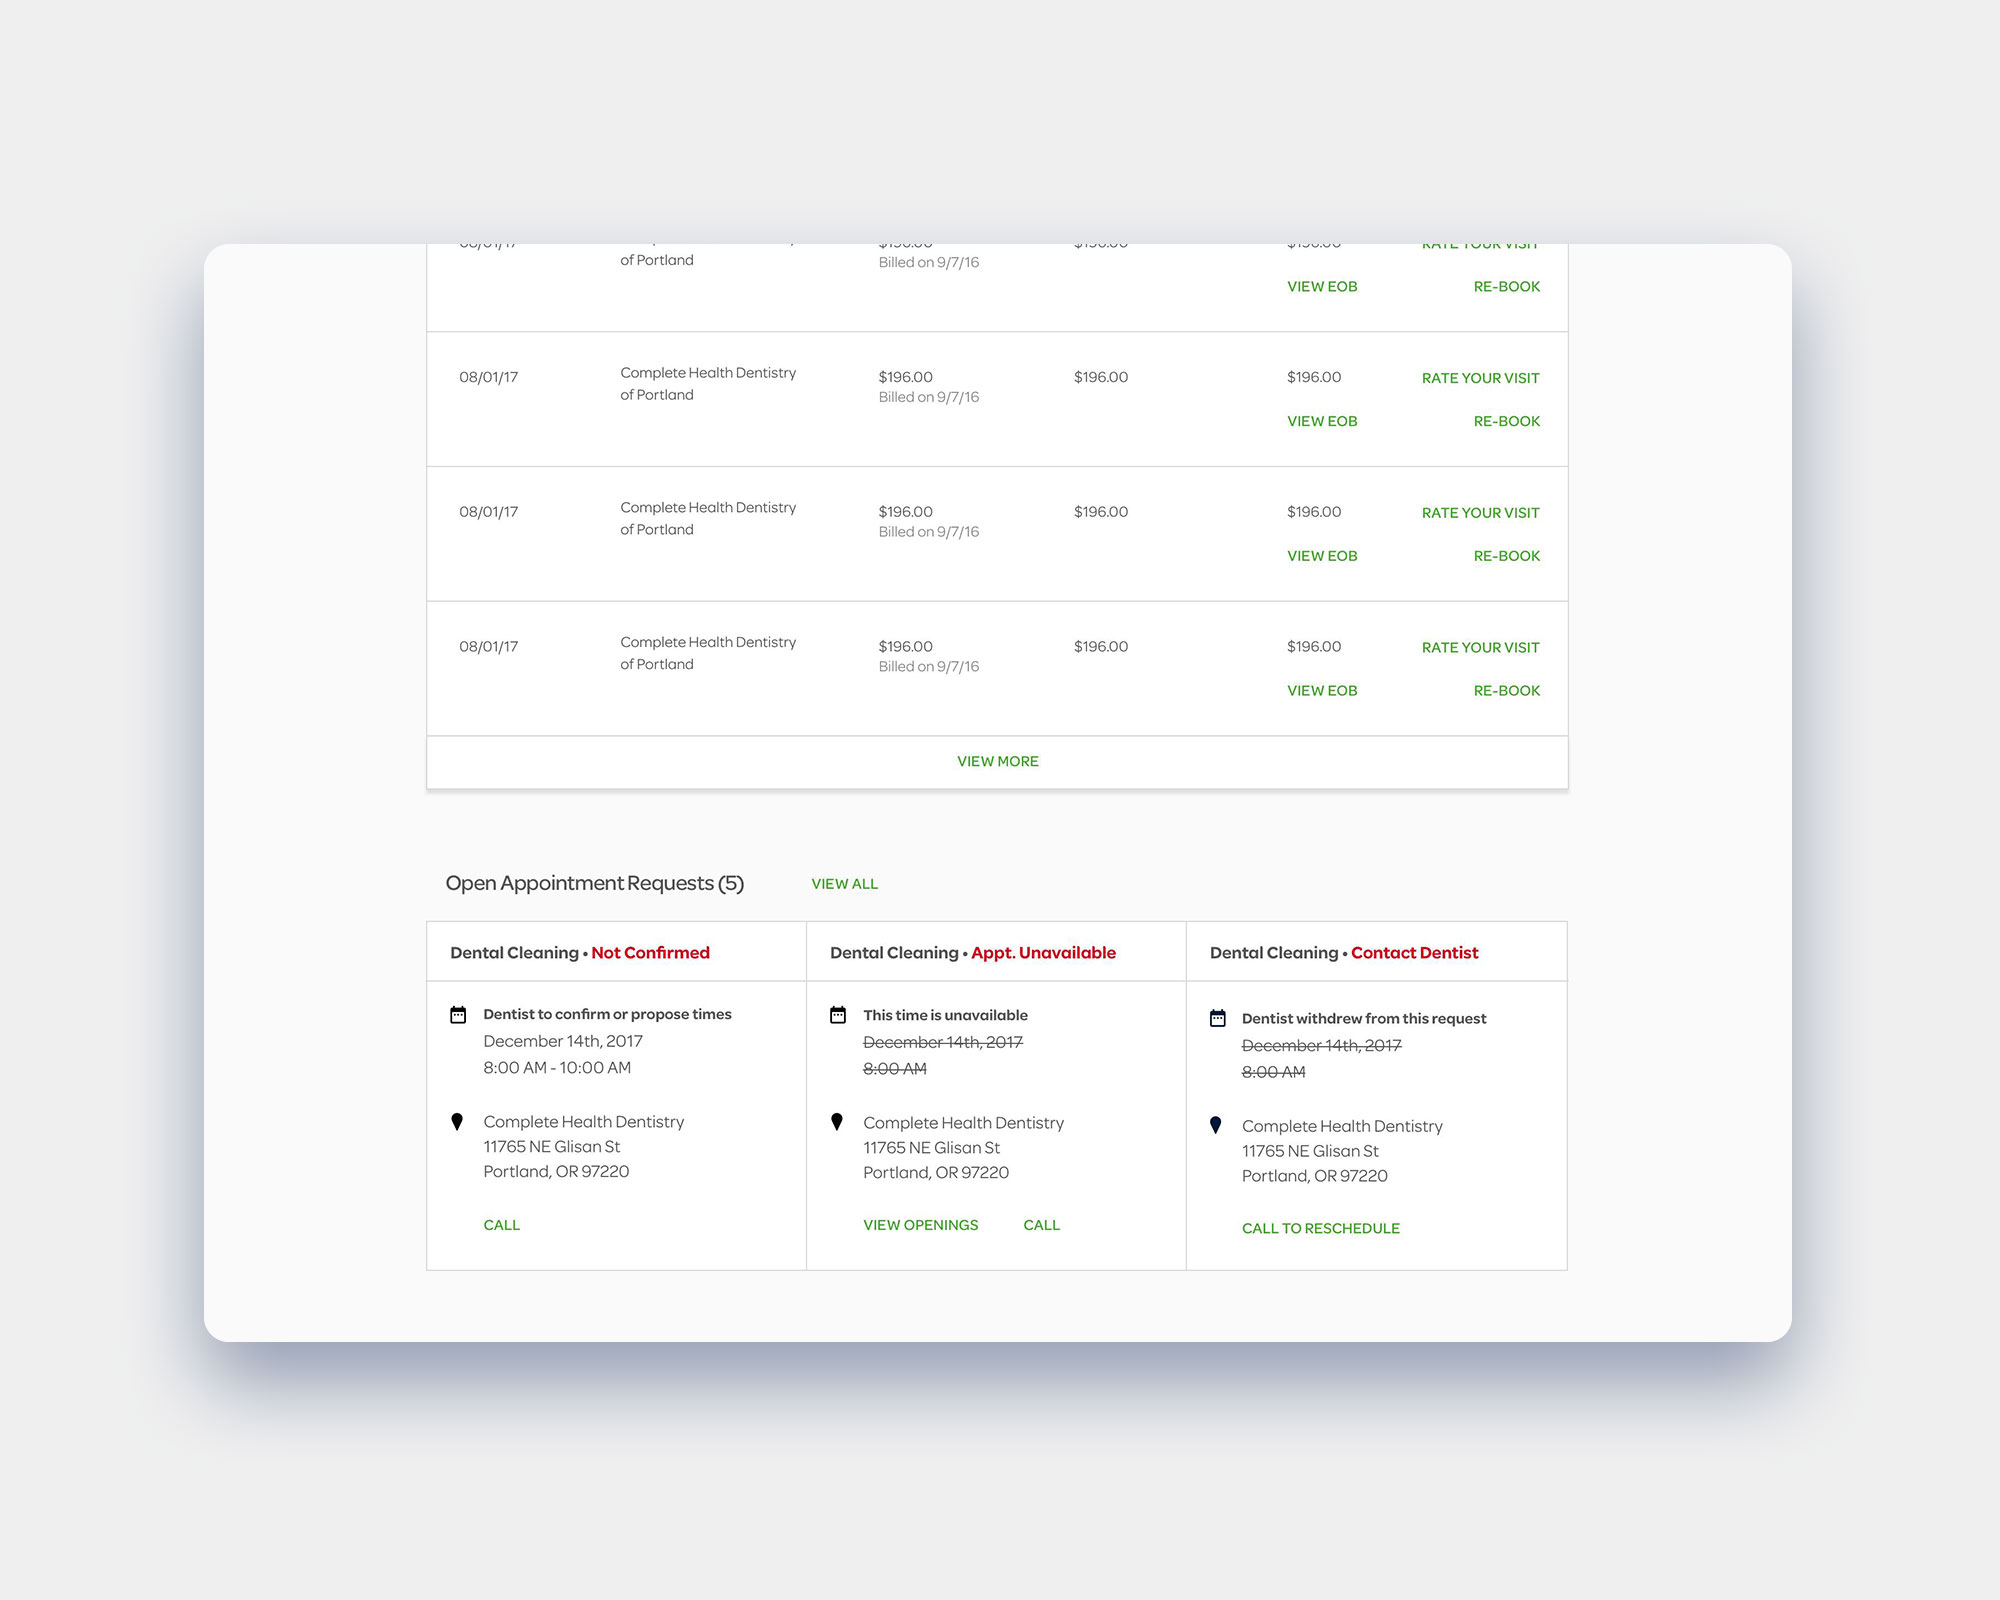 of Portland
Billed on 9/7/16
VIEW EOB RE-BOOK
08/01/17 Complete Health Dentistry $196.00 $196.00 $196.00 RATE YOUR VISIT
of Portland Billed on 9/7/16
VIEW EOB RE-BOOK
08/01/17 Complete Health Dentistry $196.00 $196.00 $196.00 RATE YOUR VISIT
of Portland Billed on 9/7/16
VIEW EOB RE-BOOK
08/01/17 Complete Health Dentistry $196.00 $196.00 $196.00 RATE YOUR VISIT
of Portland Billed on 9/7/16
VIEW EOB RE-BOOK
VIEW MORE
Open Appointment Requests (5) VIEW ALL
Dental Cleaning • Not Confirmed
Dentist to confirm or propose times
December 14th, 2017
8:00 AM - 10:00 AM
Complete Health Dentistry
11765 NE Glisan St
Portland, OR 97220
CALL
Dental Cleaning • Appt. Unavailable
This time is unavailable
December 14th, 2017
8:00 AM
Complete Health Dentistry
11765 NE Glisan St
Portland, OR 97220
VIEW OPENINGS CALL
Dental Cleaning • Contact Dentist
Dentist withdrew from this request
December 14th, 2017
8:00 AM
Complete Health Dentistry
11765 NE Glisan St
Portland, OR 97220
CALL TO RESCHEDULE